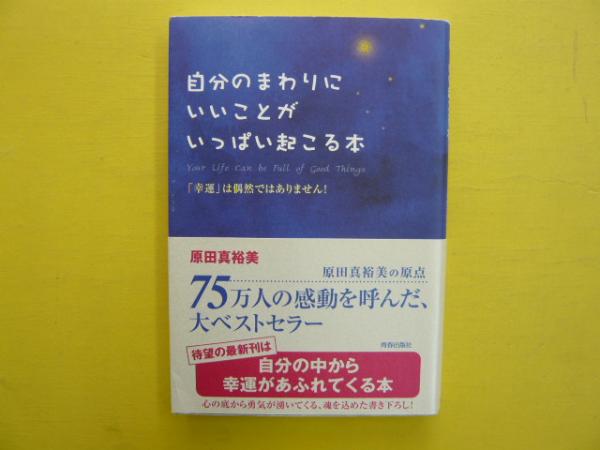 自分のまわりに
いいことが
いっぱい起こる本
Your Life Can be Full of Good Things
「幸運」は偶然ではありません!
原田真裕美
原田真裕美の原点
75万人の感動を呼んだ、
大ベストセラー
青春出版社
待望の最新刊は
自分の中から
幸運があふれてくる本
心の底から勇気が湧いてくる、魂を込めた書き下ろし!